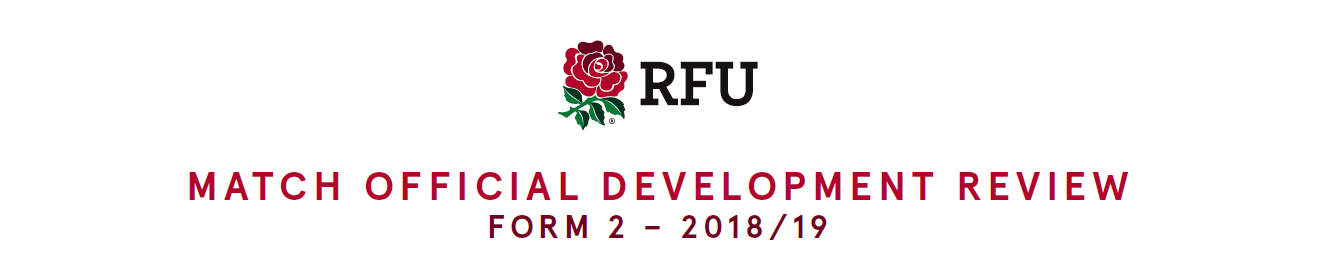 RFU
MATCH OFFICIAL DEVELOPMENT REVIEW
FORM 2 – 2018/19